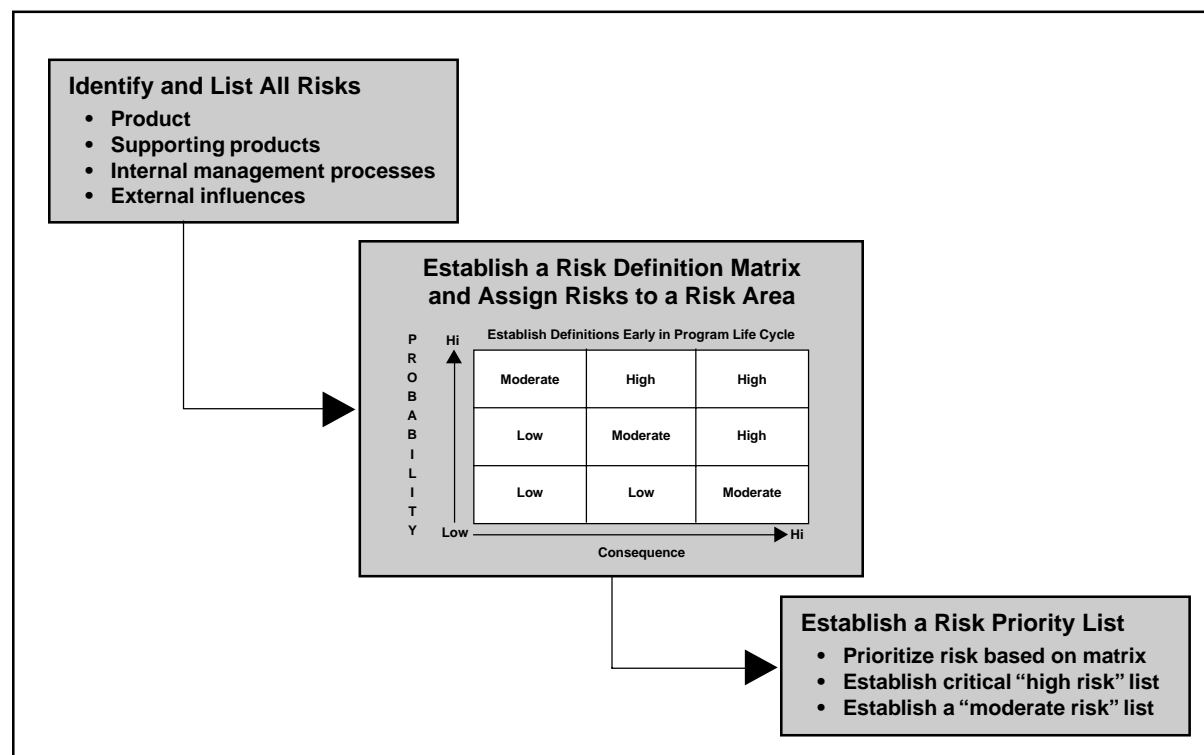 Identify and List All Risks
• Product
• Supporting products
• Internal management processes
• External influences
Establish a Risk Definition Matrix
and Assign Risks to a Risk Area
Establish Definitions Early in Program Life Cycle
PROBABILITY
Hi
Moderate High High
Low Moderate High
Low Low Moderate
Low
Hi
Consequence
Establish a Risk Priority List
• Prioritize risk based on matrix
• Establish critical “high risk” list
• Establish a “moderate risk” list